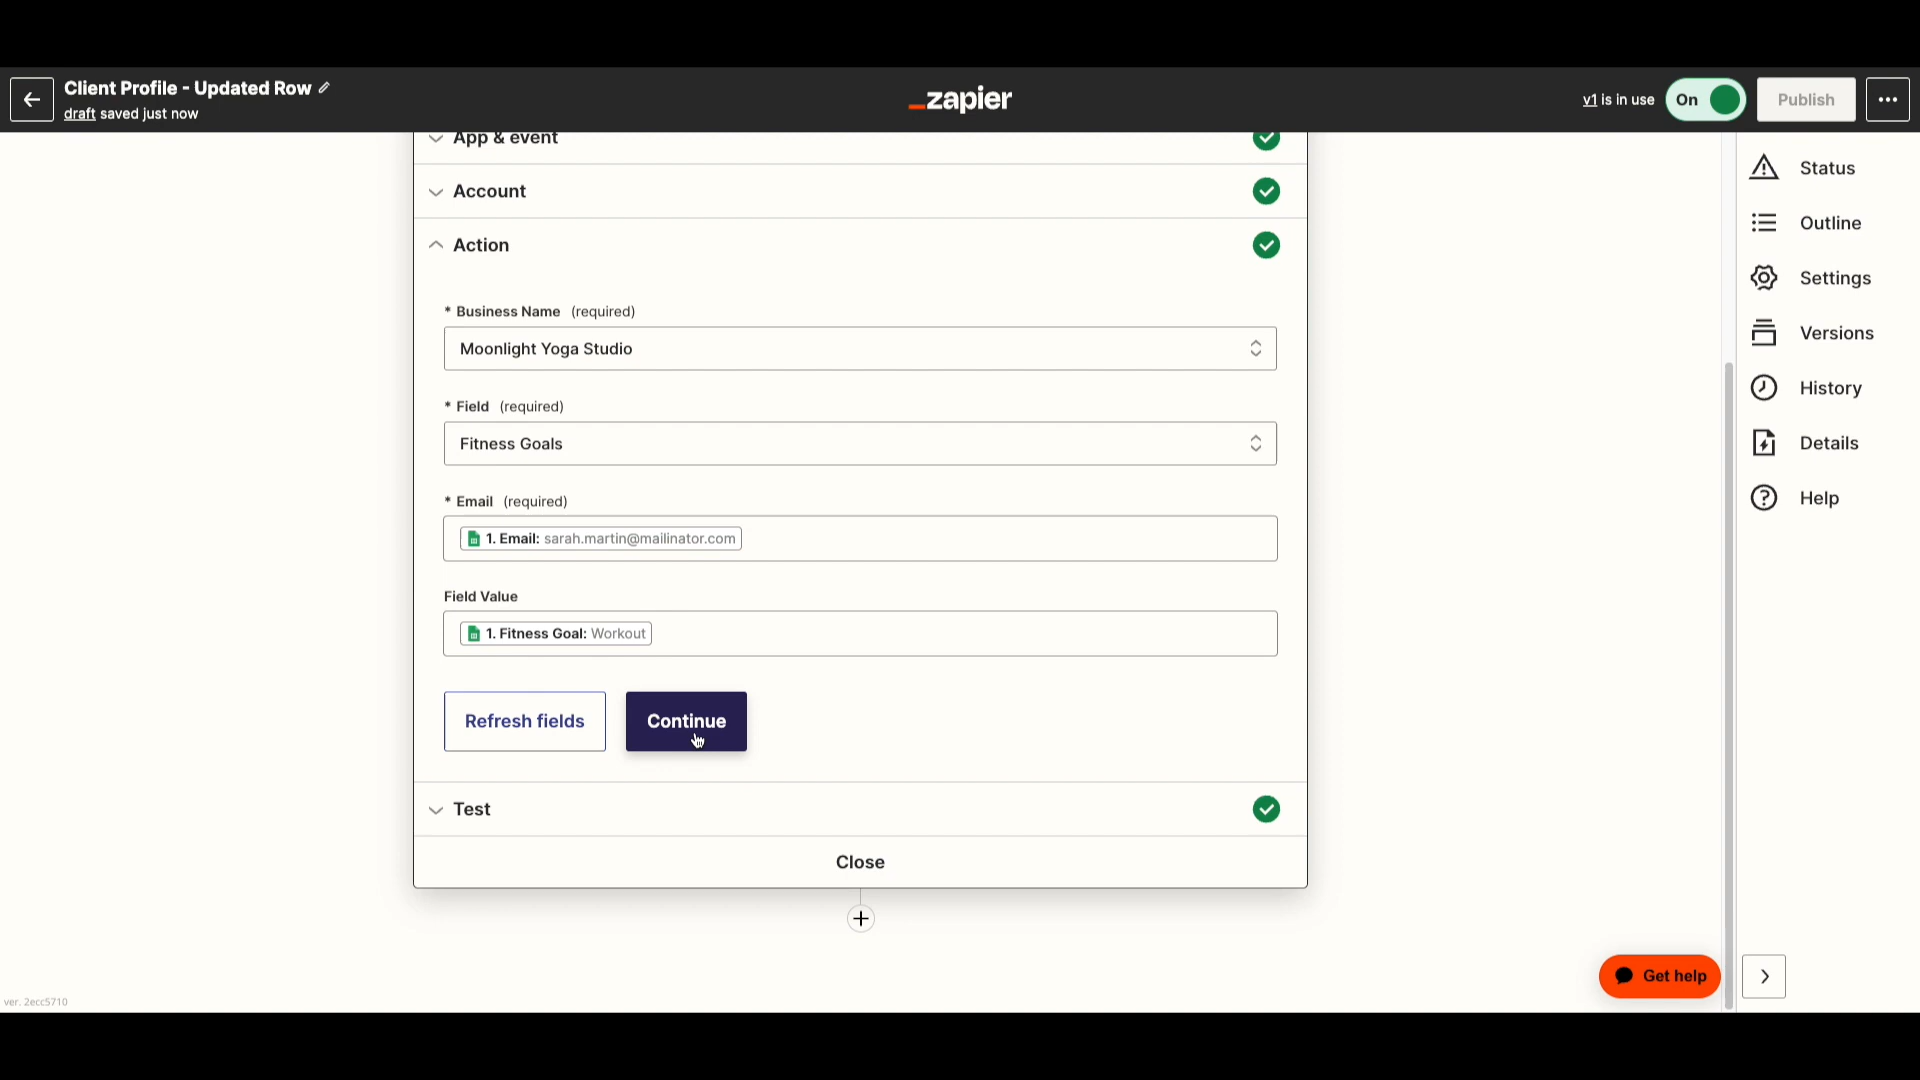 Client Profile - Updated Row
draft saved just now
zapier
v1 is in use
On
Publish
App & event
Account
Action
* Business Name (required)
Moonlight Yoga Studio
* Field (required)
Fitness Goals
* Email (required)
1. Email: sarah.martin@mailinator.com
Field Value
1. Fitness Goal: Workout
Refresh fields
Continue
Test
Close
Status
Outline
Settings
Versions
History
Details
Help
Get help
ver. 2ecc5710